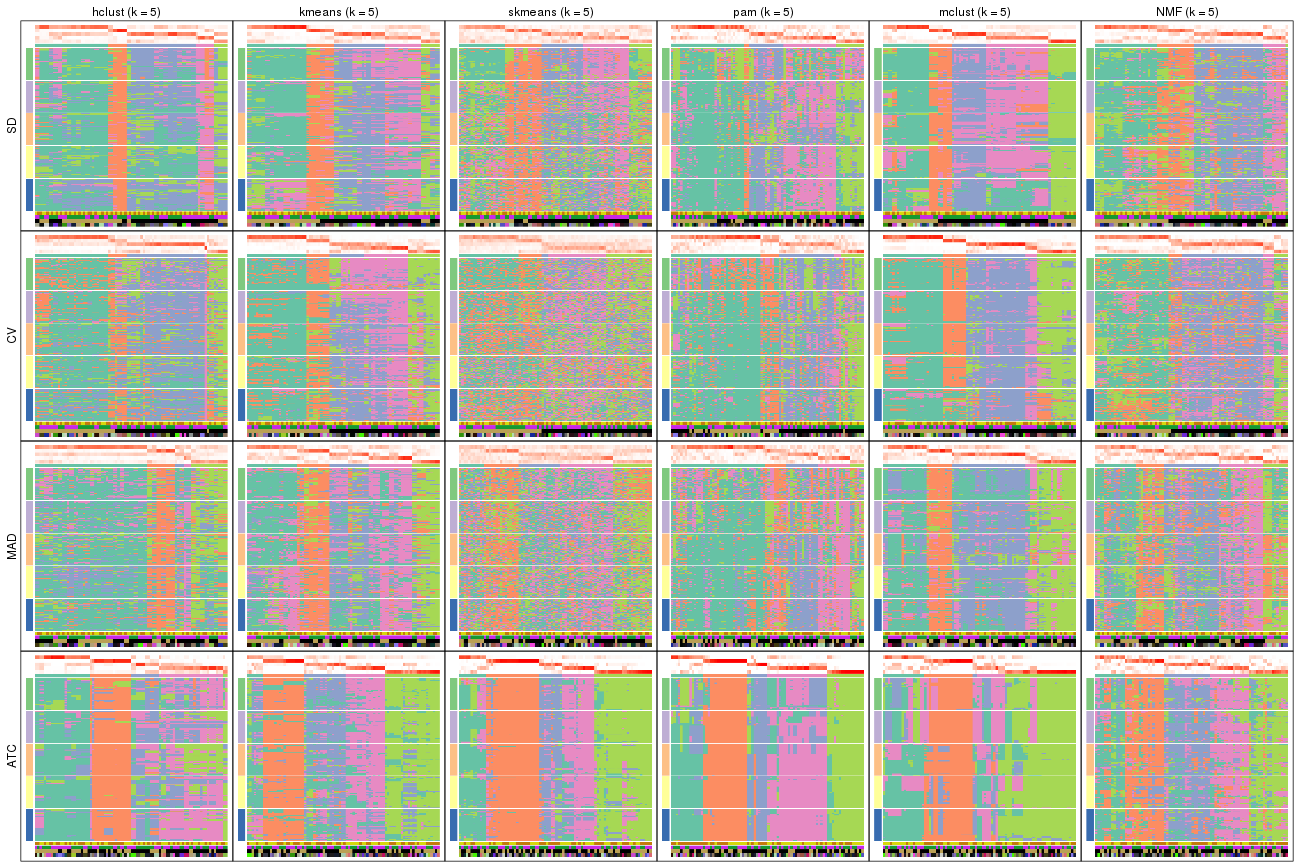 hclust (k = 5) kmeans (k = 5) skmeans (k = 5) pam (k = 5) mclust (k = 5) NMF (k = 5)
SD
CV
MAD
ATC